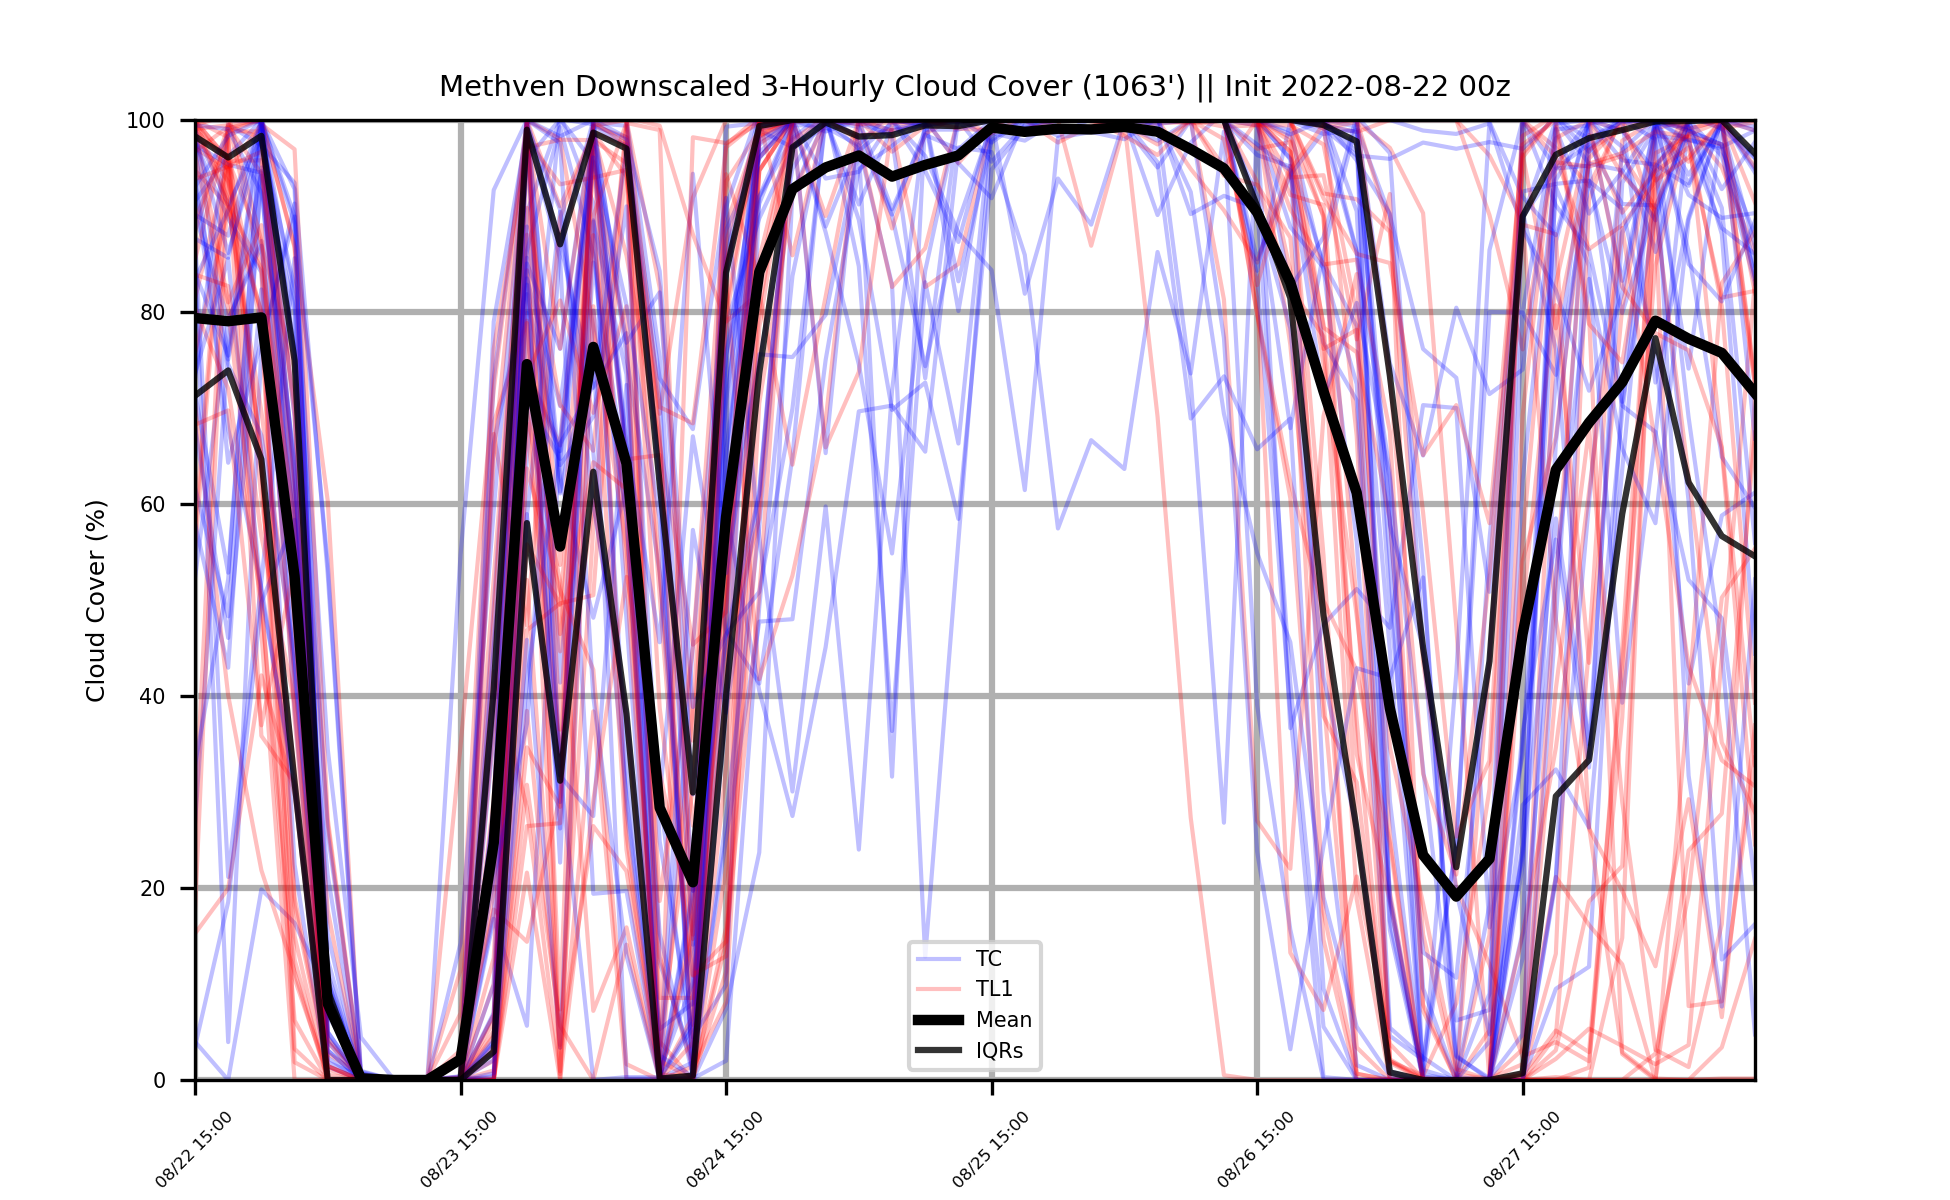 Methven Downscaled 3-Hourly Cloud Cover (1063') || Init 2022-08-22 00z
Cloud Cover (%)
100
80
60
40
20
0
TC
TL1
Mean
IQRs
08/22 15:00
08/23 15:00
08/24 15:00
08/25 15:00
08/26 15:00
08/27 15:00